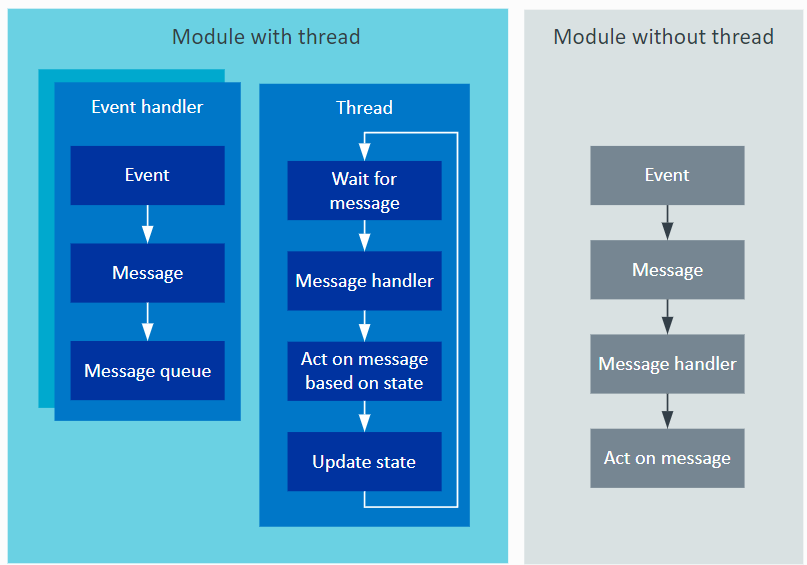 Module with thread
Event handler
Event
Message
Message queue
Thread
Wait for
message
Message handler
Act on message
based on state
Update state
Module without thread
Event
Message
Message handler
Act on message